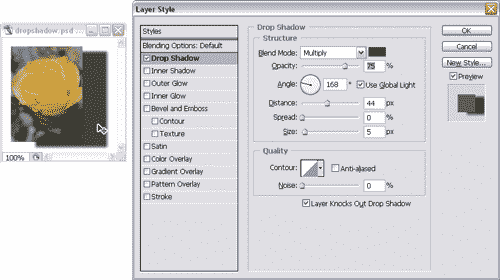 dropshadow.psd ...
100%
Layer Style
Styles
Blending Options: Default
Drop Shadow
Inner Shadow
Outer Glow
Inner Glow
Bevel and Emboss
Contour
Texture
Satin
Color Overlay
Gradient Overlay
Pattern Overlay
Stroke
Drop Shadow
Structure
Blend Mode: Multiply
Opacity: 75 %
Angle: 168 ° Use Global Light
Distance: 44 px
Spread: 0 %
Size: 5 px
Quality
Contour: Anti-aliased
Noise: 0 %
Layer Knocks Out Drop Shadow
OK
Cancel
New Style...
Preview